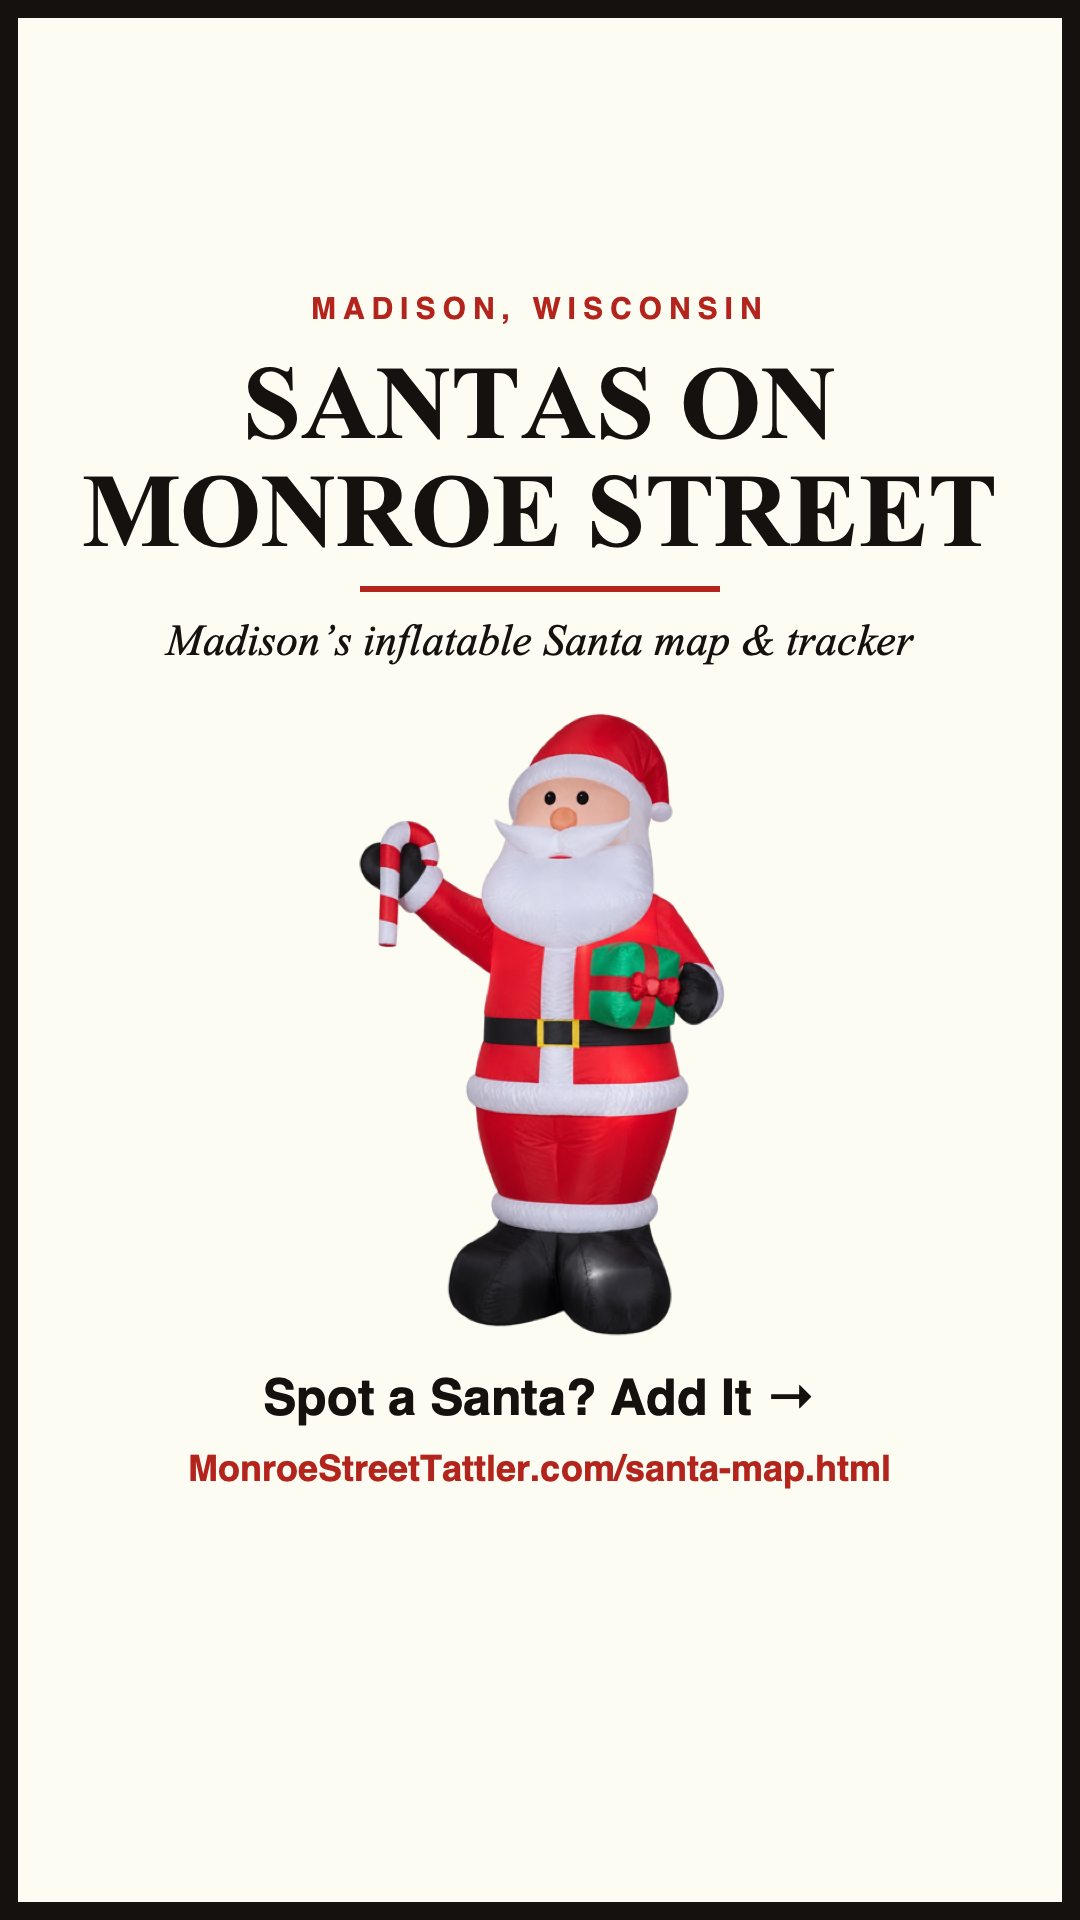 MADISON, WISCONSIN
SANTAS ON
MONROE STREET
Madison’s inflatable Santa map & tracker
Spot a Santa? Add It →
MonroeStreetTattler.com/santa-map.html